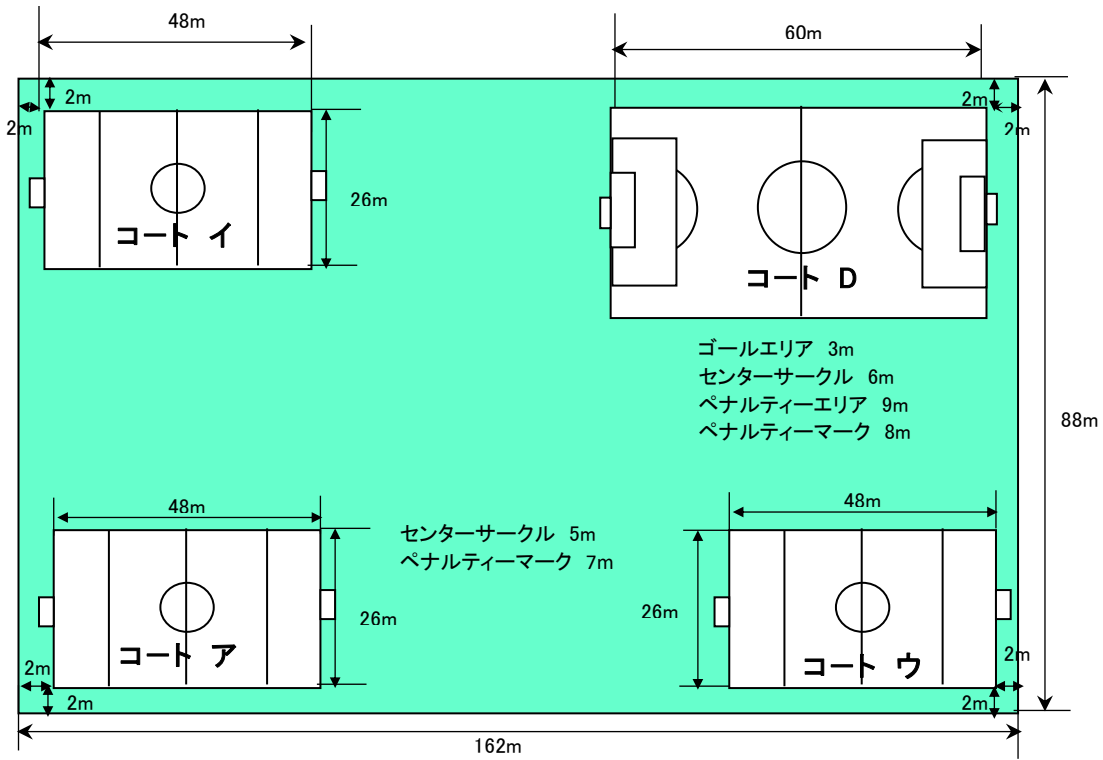 48m
60m
2m
2m
2m
2m
26m
コート イ
コート D
ゴールエリア 3m
センターサークル 6m
ペナルティーエリア 9m
ペナルティーマーク 8m
88m
48m
48m
センターサークル 5m
ペナルティーマーク 7m
26m
26m
コート ア
コート ウ
2m
2m
2m
2m
162m